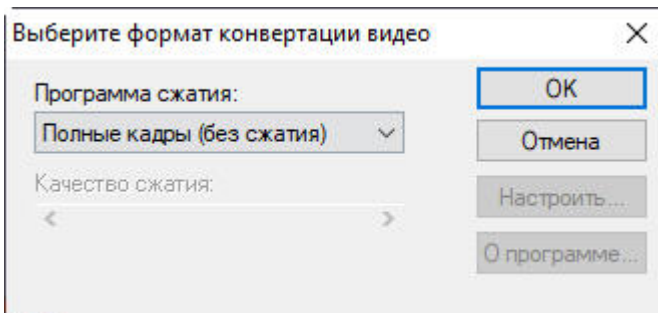 Выберите формат конвертации видео
Программа сжатия:
OK
Полные кадры (без сжатия)
Отмена
Качество сжатия:
Настроить...
О программе...